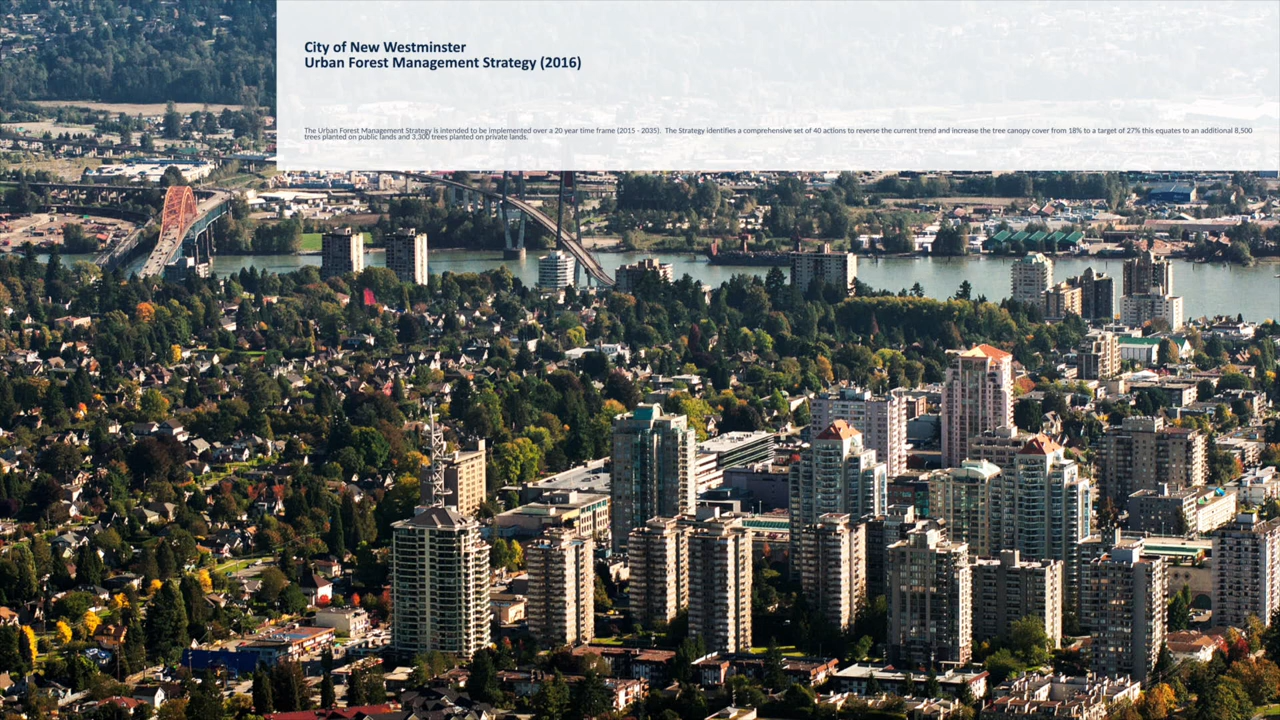 City of New Westminster
Urban Forest Management Strategy (2016)
The Urban Forest Management Strategy is intended to be implemented over a 20 year time frame (2015 - 2035).  The Strategy identifies a comprehensive set of 40 actions to reverse the current trend and increase the tree canopy cover from 18% to a target of 27% this equates to an additional 8,500
trees planted on public lands and 3,300 trees planted on private lands.